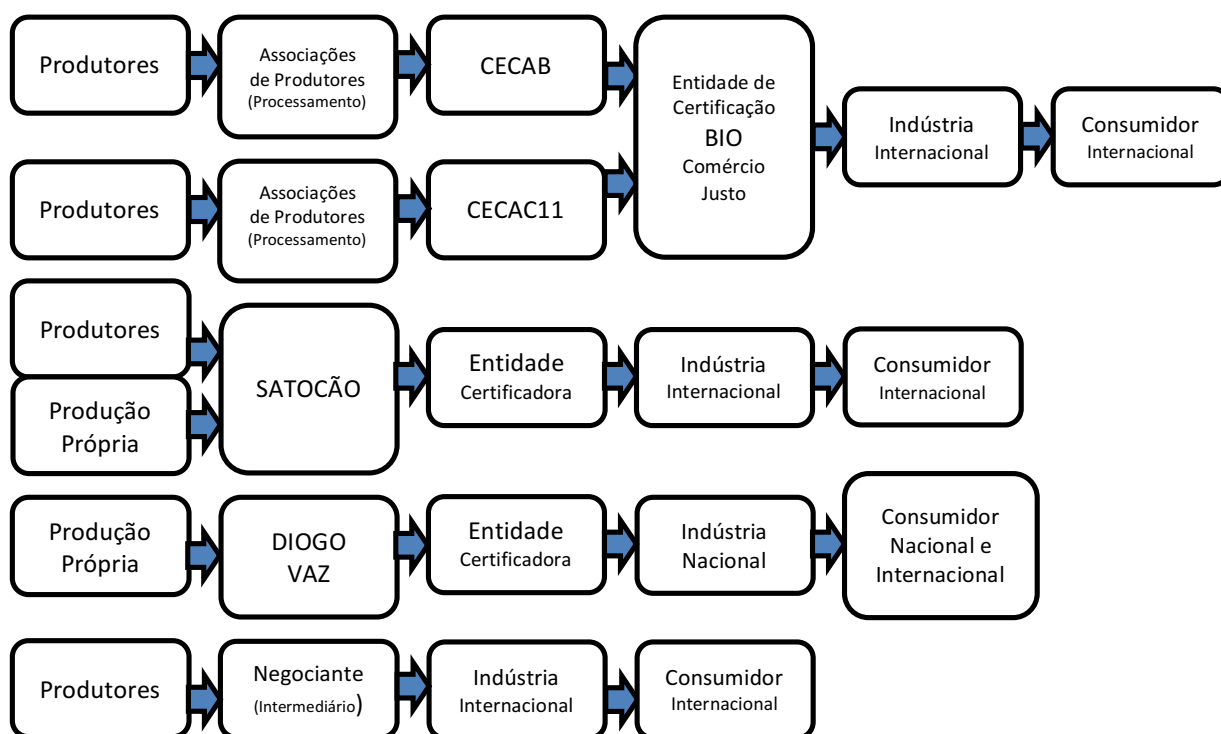 Produtores
Associações
de Produtores
(Processamento)
CECAB
Entidade de
Certificação
BIO
Comércio
Justo
Indústria
Internacional
Consumidor
Internacional
Produtores
Associações
de Produtores
(Processamento)
CECAC11
Produtores
Produção
Própria
SATOCÃO
Entidade
Certificadora
Indústria
Internacional
Consumidor
Internacional
Produção
Própria
DIOGO
VAZ
Entidade
Certificadora
Indústria
Nacional
Consumidor
Nacional e
Internacional
Produtores
Negociante
(Intermediário)
Indústria
Internacional
Consumidor
Internacional